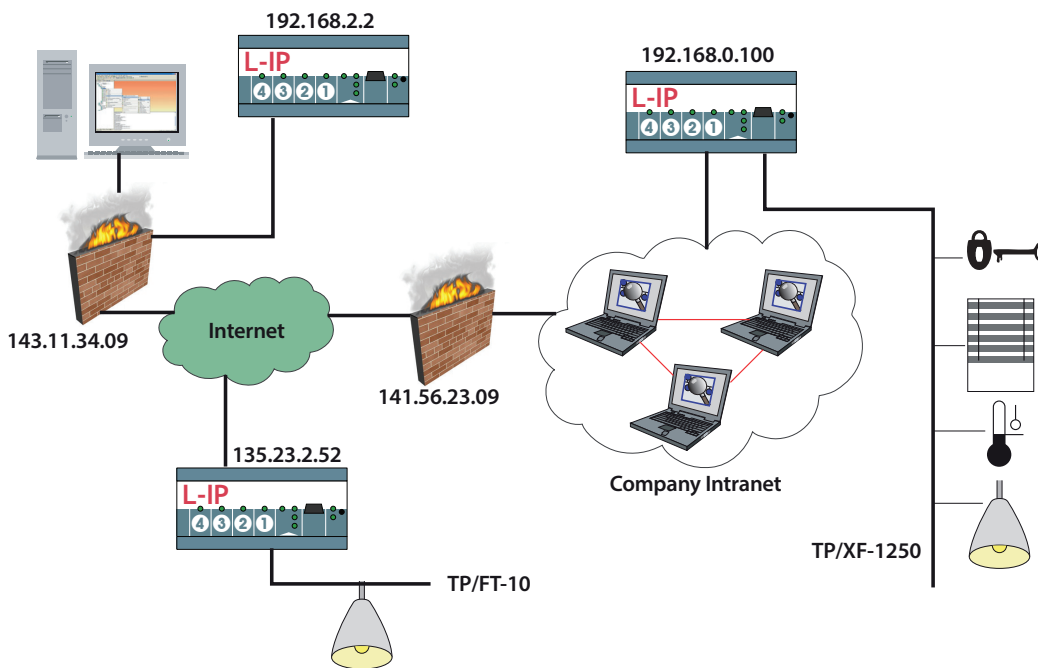 192.168.2.2
L-IP
4 3 2 1
192.168.0.100
L-IP
4 3 2 1
143.11.34.09
Internet
141.56.23.09
Company Intranet
135.23.2.52
L-IP
4 3 2 1
TP/FT-10
TP/XF-1250